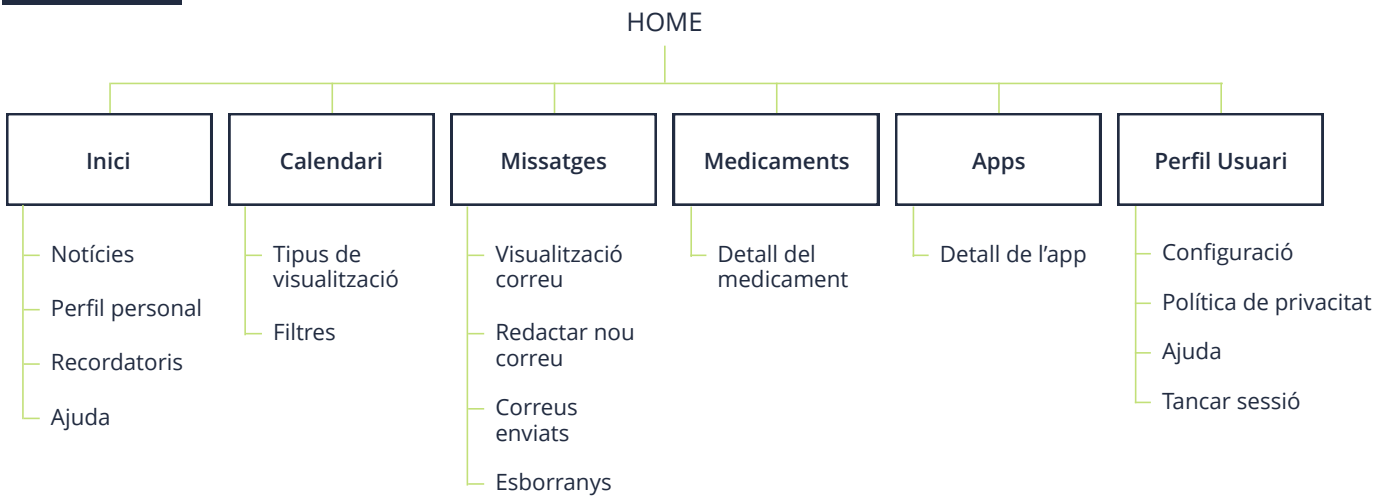 HOME
Inici
Calendari
Missatges
Medicaments
Apps
Perfil Usuari
Notícies
Perfil personal
Recordatoris
Ajuda
Tipus de
visualització
Filtres
Visualització
correu
Redactar nou
correu
Correus
enviats
Esborranys
Detall del
medicament
Detall de l’app
Configuració
Política de privacitat
Ajuda
Tancar sessió